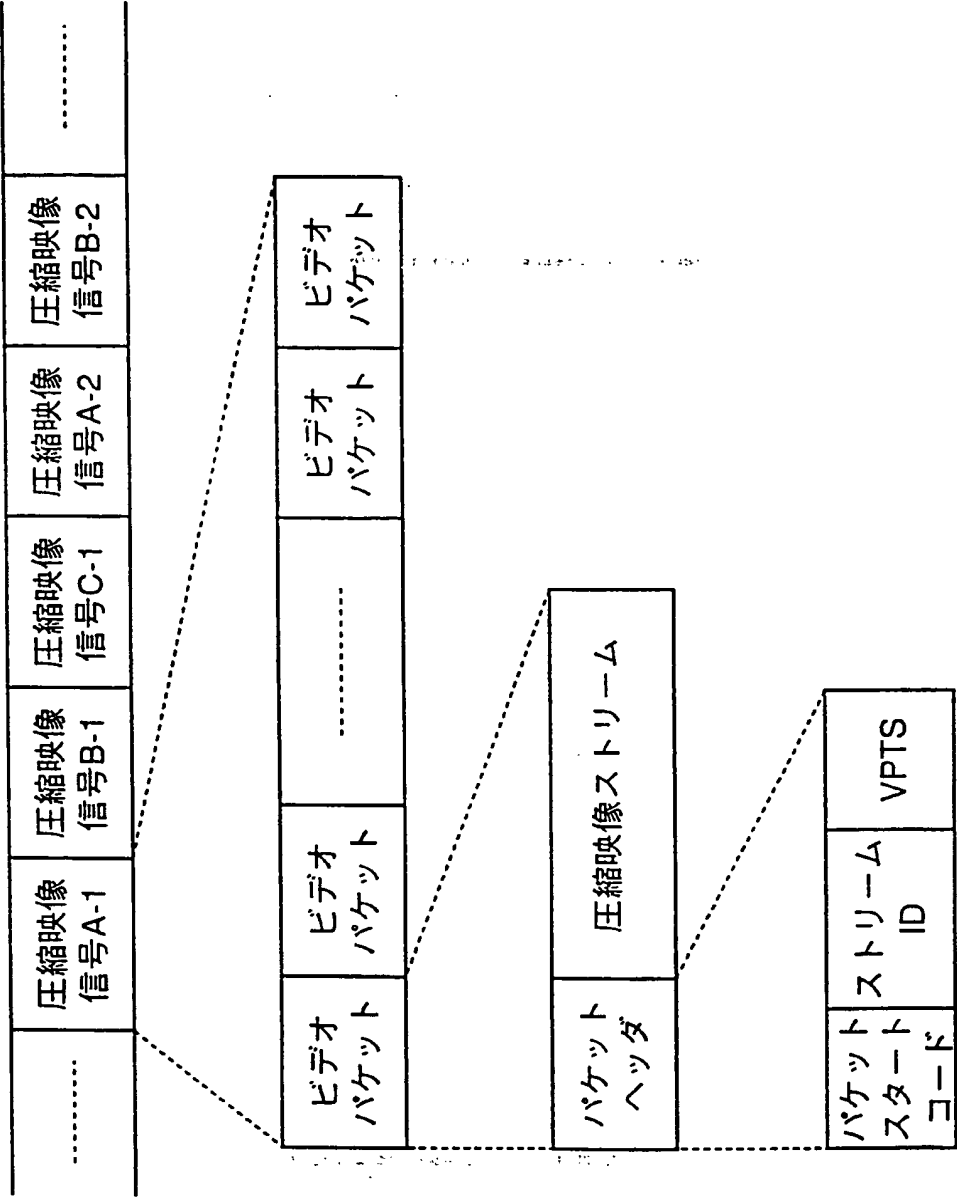 圧縮映像
信号A-1
圧縮映像
信号B-1
圧縮映像
信号C-1
圧縮映像
信号A-2
圧縮映像
信号B-2
ビデオ
パケット
ビデオ
パケット
ビデオ
パケット
ビデオ
パケット
パケット
ヘッダ
圧縮映像ストリーム
パケット
スタート
コード
ストリーム
ID
VPTS